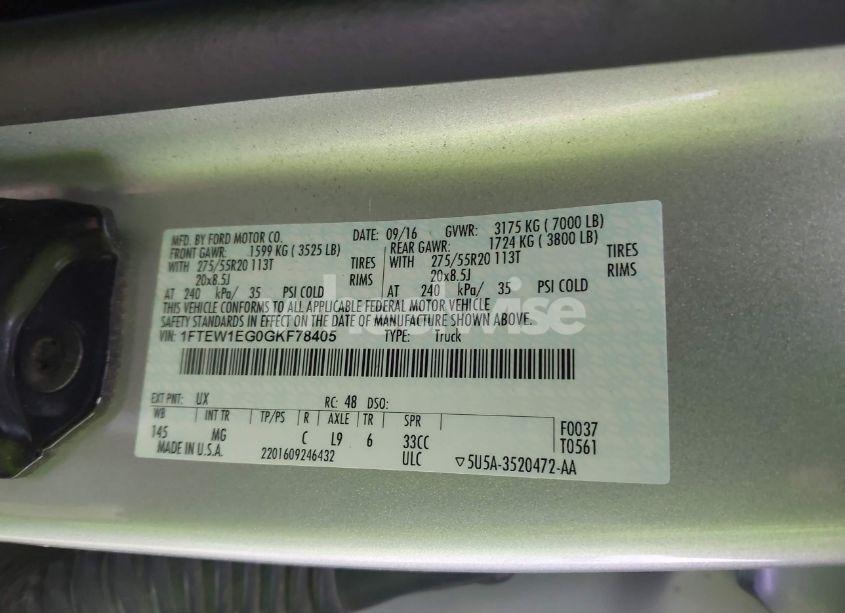 MFD. BY FORD MOTOR CO. DATE: 09/16 GVWR: 3175 KG ( 7000 LB)
FRONT GAWR: 1599 KG ( 3525 LB) REAR GAWR: 1724 KG ( 3800 LB)
WITH 275/55R20 113T TIRES WITH 275/55R20 113T TIRES
20x8.5J RIMS 20x8.5J RIMS
AT 240 kPa/ 35 PSI COLD AT 240 kPa/ 35 PSI COLD
THIS VEHICLE CONFORMS TO ALL APPLICABLE FEDERAL MOTOR VEHICLE
SAFETY STANDARDS IN EFFECT ON THE DATE OF MANUFACTURE SHOWN ABOVE.
VIN: 1FTEW1EG0GKF78405 TYPE: Truck
EXT PNT: UX RC: 48 DSO:
WB INT TR TP/PS R AXLE TR SPR F0037
145 MG C L9 6 33CC T0561
MADE IN U.S.A. 2201609246432 ULC ▽5U5A-3520472-AA